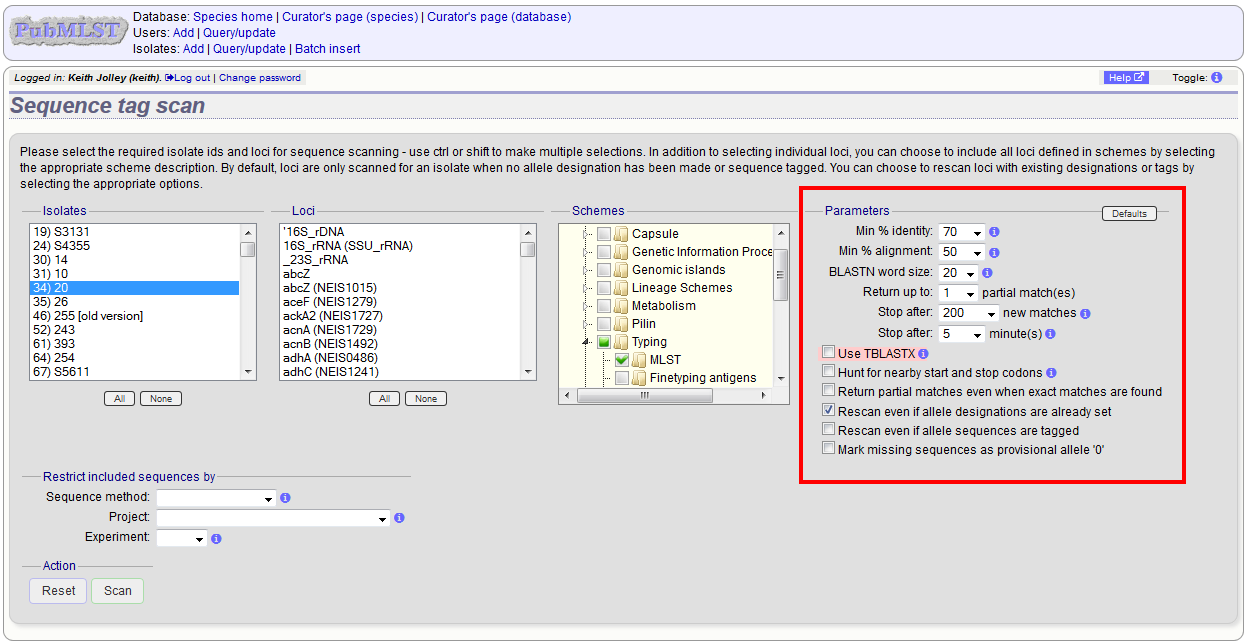 PubMLST
Database: Species home | Curator's page (species) | Curator's page (database)
Users: Add | Query/update
Isolates: Add | Query/update | Batch insert
Logged in: Keith Jolley (keith). Log out | Change password
Help
Toggle: i
Sequence tag scan
Please select the required isolate ids and loci for sequence scanning - use ctrl or shift to make multiple selections. In addition to selecting individual loci, you can choose to include all loci defined in schemes by selecting
the appropriate scheme description. By default, loci are only scanned for an isolate when no allele designation has been made or sequence tagged. You can choose to rescan loci with existing designations or tags by
selecting the appropriate options.
Isolates
19) S3131
24) S4355
30) 14
31) 10
34) 20
35) 26
46) 255 [old version]
52) 243
61) 393
64) 254
67) S5611
All None
Loci
'16S_rDNA
16S_rRNA (SSU_rRNA)
_23S_rRNA
abcZ
abcZ (NEIS1015)
aceF (NEIS1279)
ackA2 (NEIS1727)
acnA (NEIS1729)
acnB (NEIS1492)
adhA (NEIS0486)
adhC (NEIS1241)
All None
Schemes
Capsule
Genetic Information Proce
Genomic islands
Lineage Schemes
Metabolism
Pilin
Typing
MLST
Finetyping antigens
Parameters
Defaults
Min % identity: 70 i
Min % alignment: 50 i
BLASTN word size: 20 i
Return up to: 1 partial match(es)
Stop after: 200 new matches i
Stop after: 5 minute(s) i
Use TBLASTX i
Hunt for nearby start and stop codons i
Return partial matches even when exact matches are found
Rescan even if allele designations are already set
Rescan even if allele sequences are tagged
Mark missing sequences as provisional allele '0'
Restrict included sequences by
Sequence method: i
Project: i
Experiment: i
Action
Reset Scan